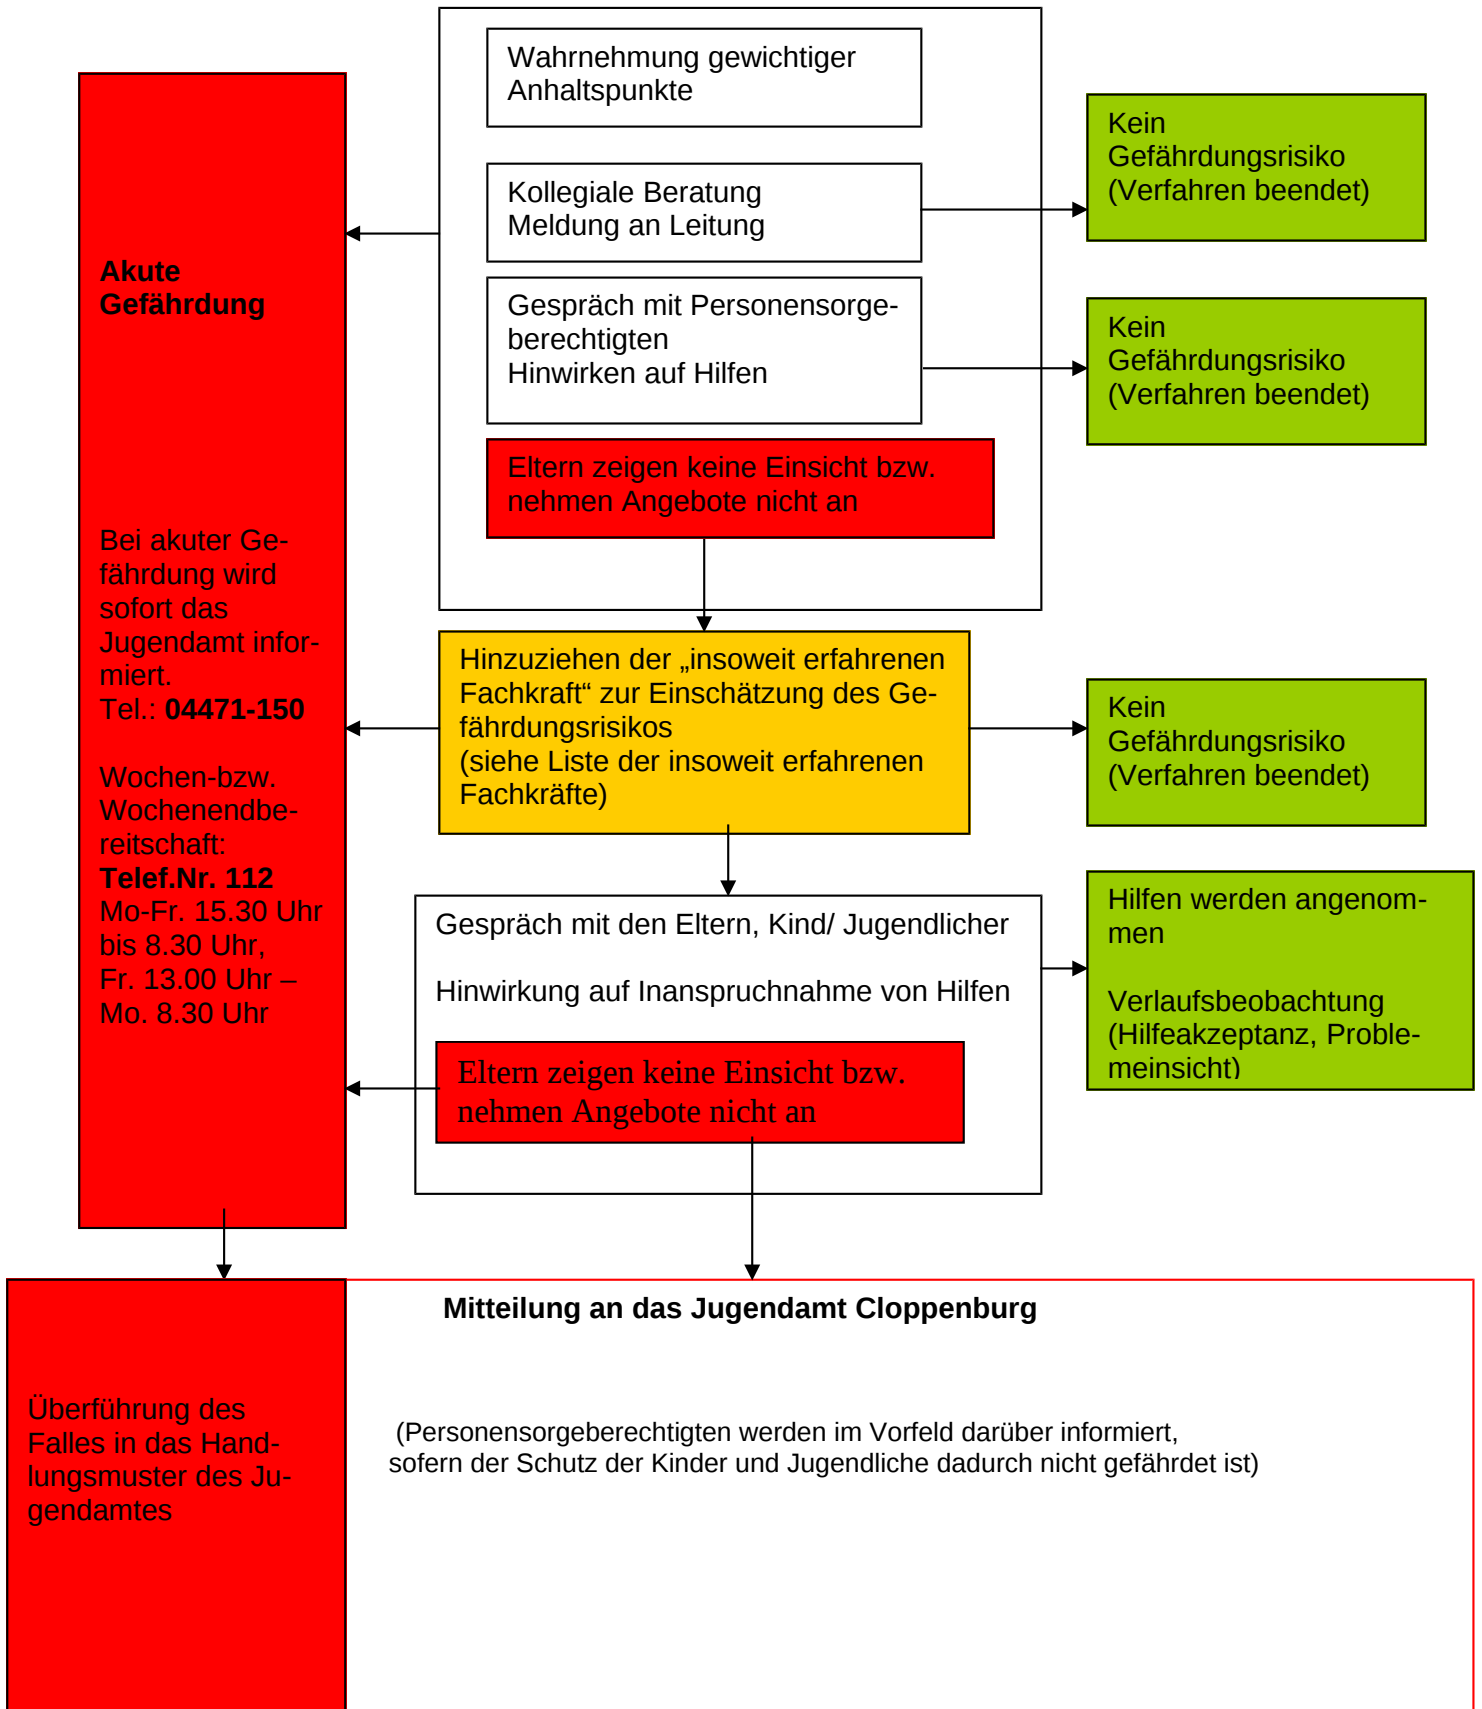 Wahrnehmung gewichtiger
Anhaltspunkte
Kollegiale Beratung
Meldung an Leitung
Kein
Gefährdungsrisiko
(Verfahren beendet)
Gespräch mit Personensorge-
berechtigten
Hinwirken auf Hilfen
Kein
Gefährdungsrisiko
(Verfahren beendet)
Eltern zeigen keine Einsicht bzw.
nehmen Angebote nicht an
Akute
Gefährdung
Bei akuter Ge-
fährdung wird
sofort das
Jugendamt infor-
miert.
Tel.: 04471-150
Wochen-bzw.
Wochenendbe-
reitschaft:
Telef.Nr. 112
Mo-Fr. 15.30 Uhr
bis 8.30 Uhr,
Fr. 13.00 Uhr –
Mo. 8.30 Uhr
Hinzuziehen der „insoweit erfahrenen
Fachkraft“ zur Einschätzung des Ge-
fährdungsrisikos
(siehe Liste der insoweit erfahrenen
Fachkräfte)
Kein
Gefährdungsrisiko
(Verfahren beendet)
Gespräch mit den Eltern, Kind/ Jugendlicher
Hinwirkung auf Inanspruchnahme von Hilfen
Eltern zeigen keine Einsicht bzw.
nehmen Angebote nicht an
Hilfen werden angenom-
men
Verlaufsbeobachtung
(Hilfeakzeptanz, Proble-
meinsicht)
Überführung des
Falles in das Hand-
lungsmuster des Ju-
gendamtes
Mitteilung an das Jugendamt Cloppenburg
(Personensorgeberechtigten werden im Vorfeld darüber informiert,
sofern der Schutz der Kinder und Jugendliche dadurch nicht gefährdet ist)